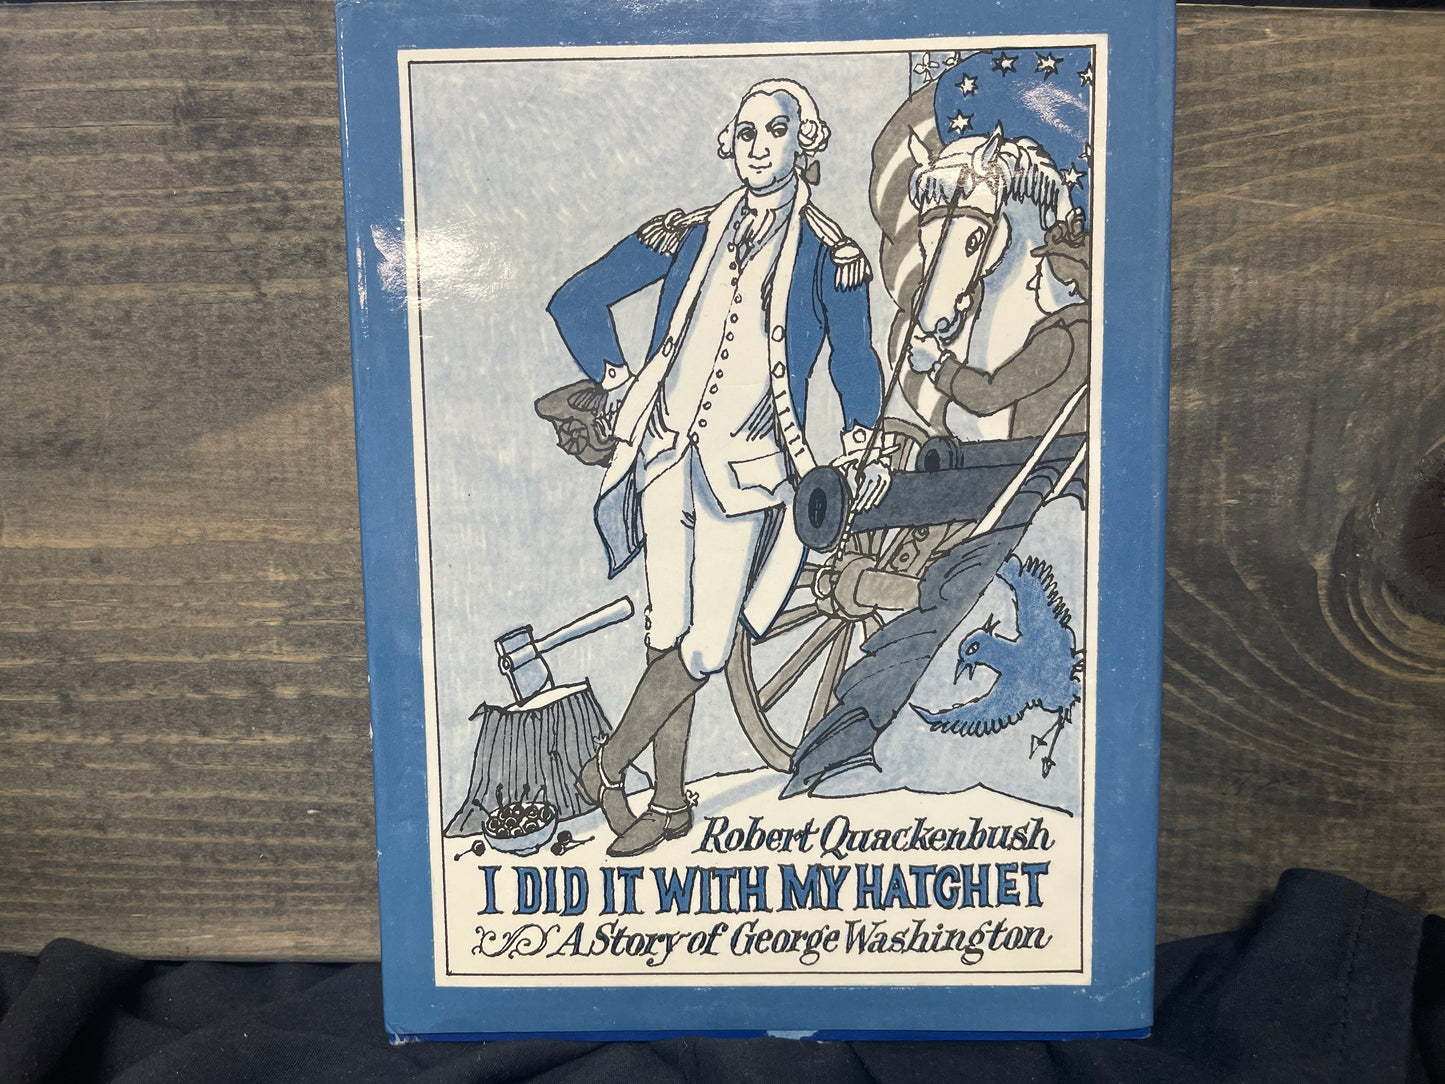 Robert Quackenbush
I DID IT WITH MY HATCHET
A Story of George Washington